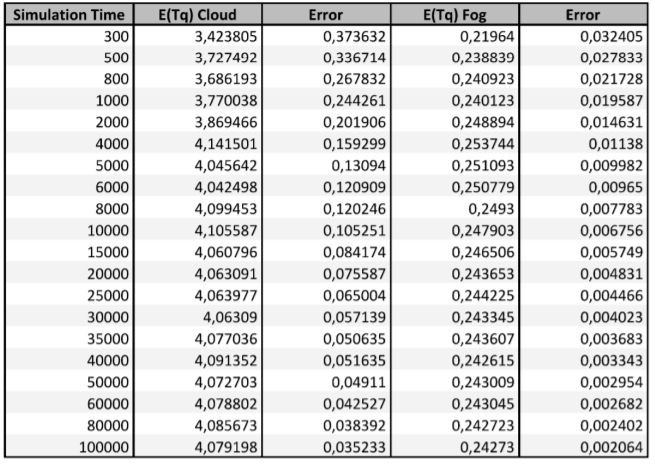 Simulation Time E(Tq) Cloud Error E(Tq) Fog Error
300 3,423805 0,373632 0,21964 0,032405
500 3,727492 0,336714 0,238839 0,027833
800 3,686193 0,267832 0,240923 0,021728
1000 3,770038 0,244261 0,240123 0,019587
2000 3,869466 0,201906 0,248894 0,014631
4000 4,141501 0,159299 0,253744 0,01138
5000 4,045642 0,13094 0,251093 0,009982
6000 4,042498 0,120909 0,250779 0,00965
8000 4,099453 0,120246 0,2493 0,007783
10000 4,105587 0,105251 0,247903 0,006756
15000 4,060796 0,084174 0,246506 0,005749
20000 4,063091 0,075587 0,243653 0,004831
25000 4,063977 0,065004 0,244225 0,004466
30000 4,06309 0,057139 0,243345 0,004023
35000 4,077036 0,050635 0,243607 0,003683
40000 4,091352 0,051635 0,242615 0,003343
50000 4,072703 0,04911 0,243009 0,002954
60000 4,078802 0,042527 0,243045 0,002682
80000 4,085673 0,038392 0,242723 0,002402
100000 4,079198 0,035233 0,24273 0,002064